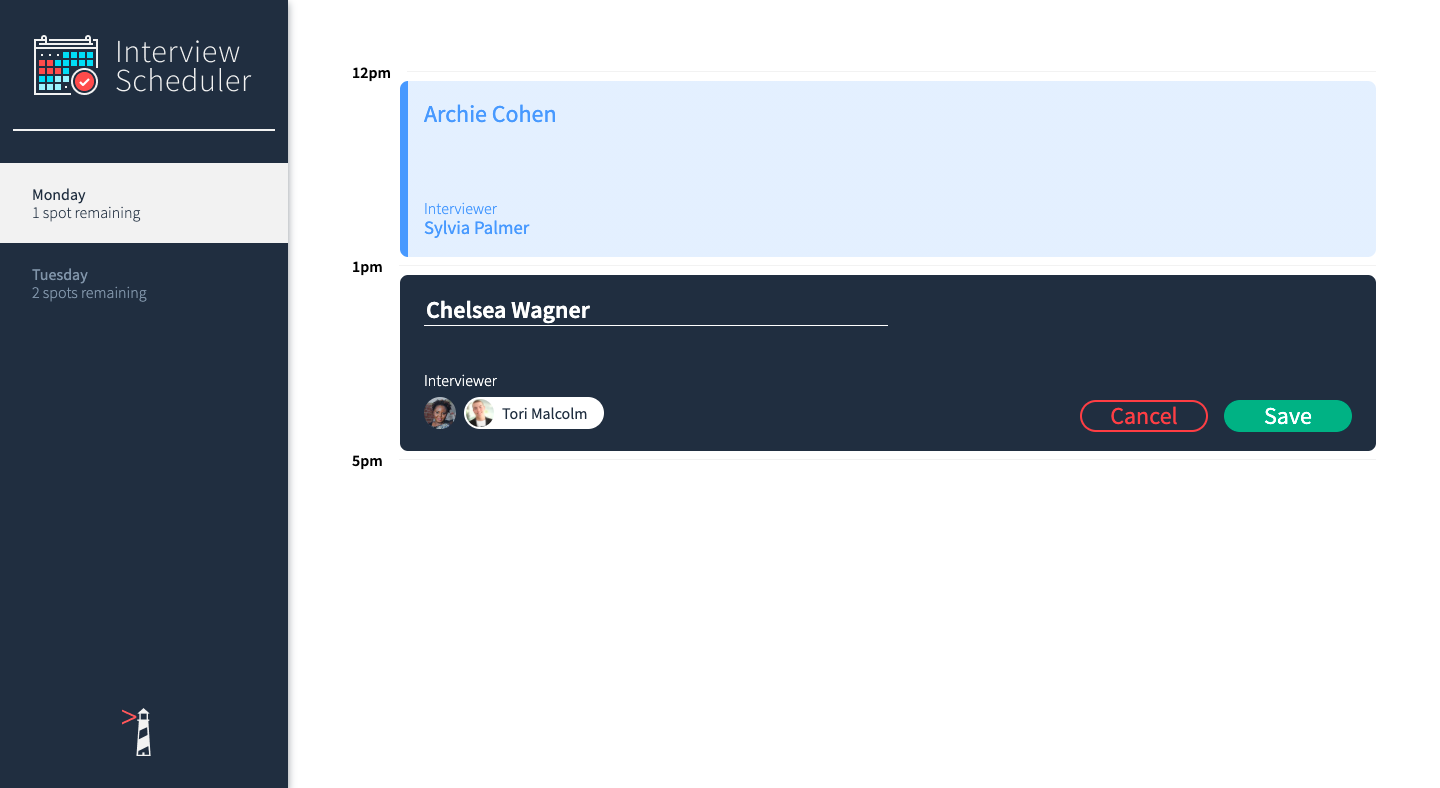 Interview
Scheduler
Monday
1 spot remaining
Tuesday
2 spots remaining
12pm
Archie Cohen
Interviewer
Sylvia Palmer
1pm
Chelsea Wagner
Interviewer
Tori Malcolm
Cancel
Save
5pm